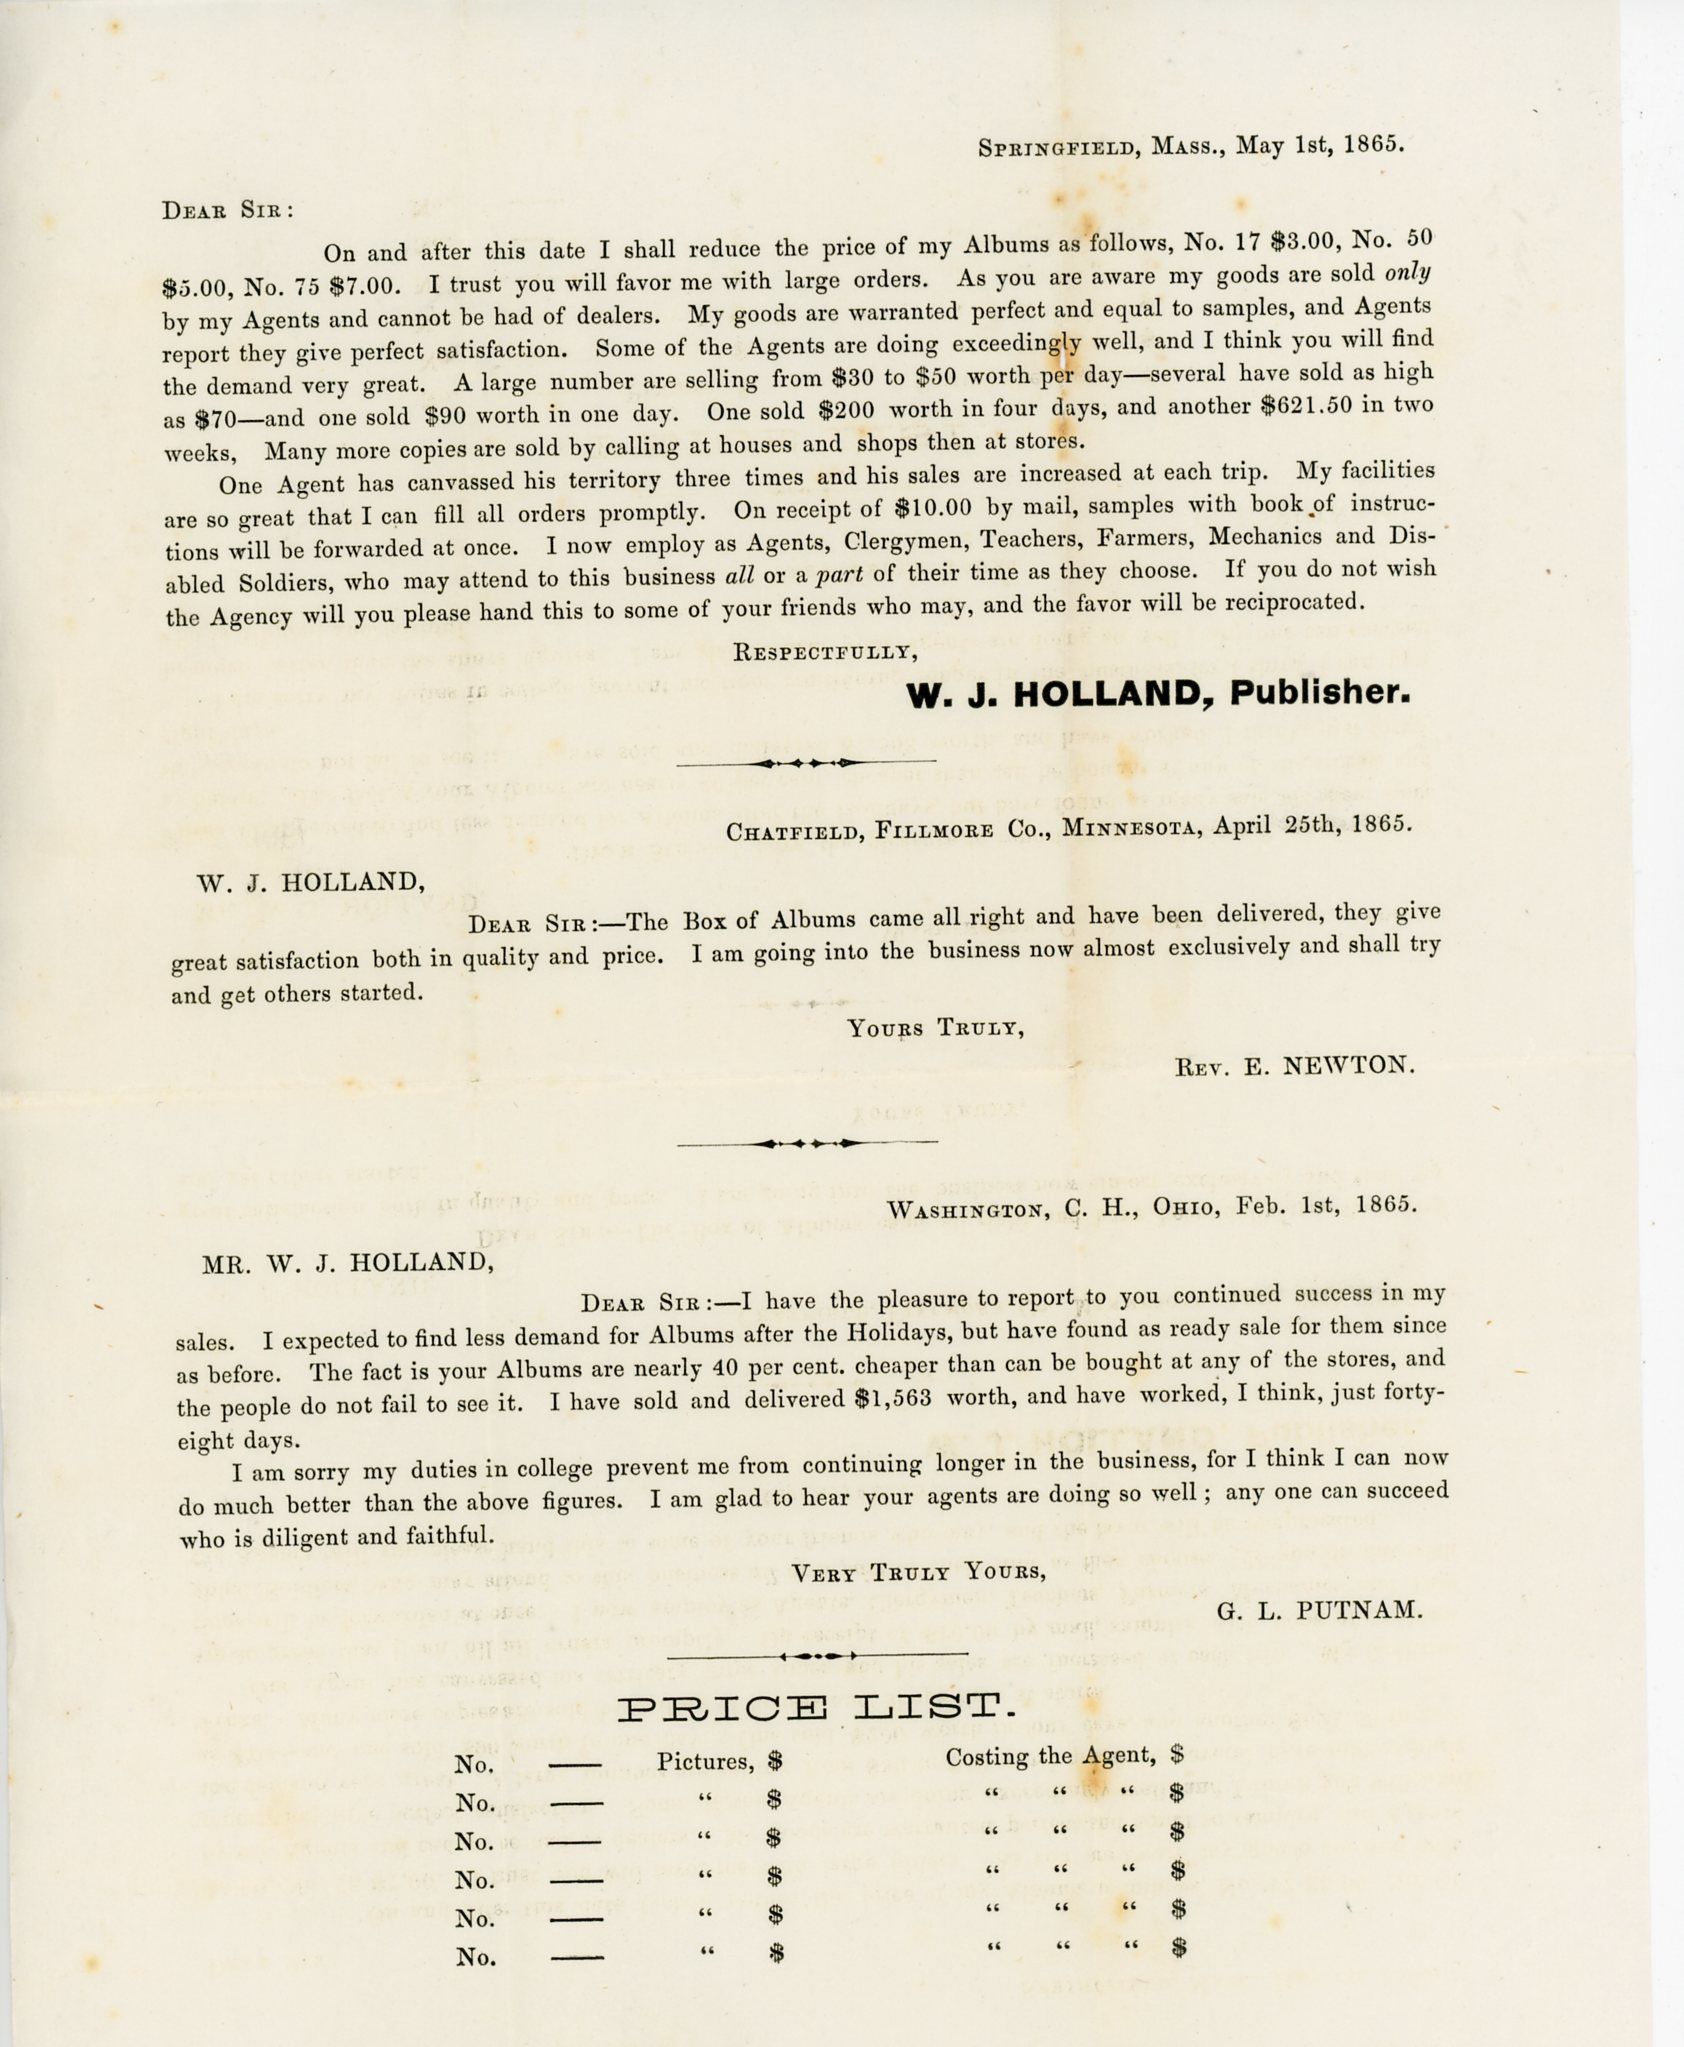 Springfield, Mass., May 1st, 1865.
Dear Sir:
On and after this date I shall reduce the price of my Albums as follows, No. 17 $3.00, No. 50
$5.00, No. 75 $7.00. I trust you will favor me with large orders. As you are aware my goods are sold only
by my Agents and cannot be had of dealers. My goods are warranted perfect and equal to samples, and Agents
report they give perfect satisfaction. Some of the Agents are doing exceedingly well, and I think you will find
the demand very great. A large number are selling from $30 to $50 worth per day—several have sold as high
as $70—and one sold $90 worth in one day. One sold $200 worth in four days, and another $621.50 in two
weeks, Many more copies are sold by calling at houses and shops then at stores.
One Agent has canvassed his territory three times and his sales are increased at each trip. My facilities
are so great that I can fill all orders promptly. On receipt of $10.00 by mail, samples with book of instruc-
tions will be forwarded at once. I now employ as Agents, Clergymen, Teachers, Farmers, Mechanics and Dis-
abled Soldiers, who may attend to this business all or a part of their time as they choose. If you do not wish
the Agency will you please hand this to some of your friends who may, and the favor will be reciprocated.
Respectfully,
W. J. HOLLAND, Publisher.
Chatfield, Fillmore Co., Minnesota, April 25th, 1865.
W. J. HOLLAND,
Dear Sir:—The Box of Albums came all right and have been delivered, they give
great satisfaction both in quality and price. I am going into the business now almost exclusively and shall try
and get others started.
Yours Truly,
Rev. E. NEWTON.
Washington, C. H., Ohio, Feb. 1st, 1865.
MR. W. J. HOLLAND,
Dear Sir:—I have the pleasure to report to you continued success in my
sales. I expected to find less demand for Albums after the Holidays, but have found as ready sale for them since
as before. The fact is your Albums are nearly 40 per cent. cheaper than can be bought at any of the stores, and
the people do not fail to see it. I have sold and delivered $1,563 worth, and have worked, I think, just forty-
eight days.
I am sorry my duties in college prevent me from continuing longer in the business, for I think I can now
do much better than the above figures. I am glad to hear your agents are doing so well; any one can succeed
who is diligent and faithful.
Very Truly Yours,
G. L. PUTNAM.
PRICE LIST.
No. — Pictures, $ Costing the Agent, $
No. — “ $ “ “ “ $
No. — “ $ “ “ “ $
No. — “ $ “ “ “ $
No. — “ $ “ “ “ $
No. — “ $ “ “ “ $